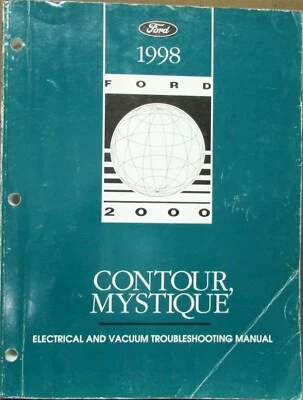 Ford
1998
FORD
2000
CONTOUR,
MYSTIQUE
ELECTRICAL AND VACUUM TROUBLESHOOTING MANUAL